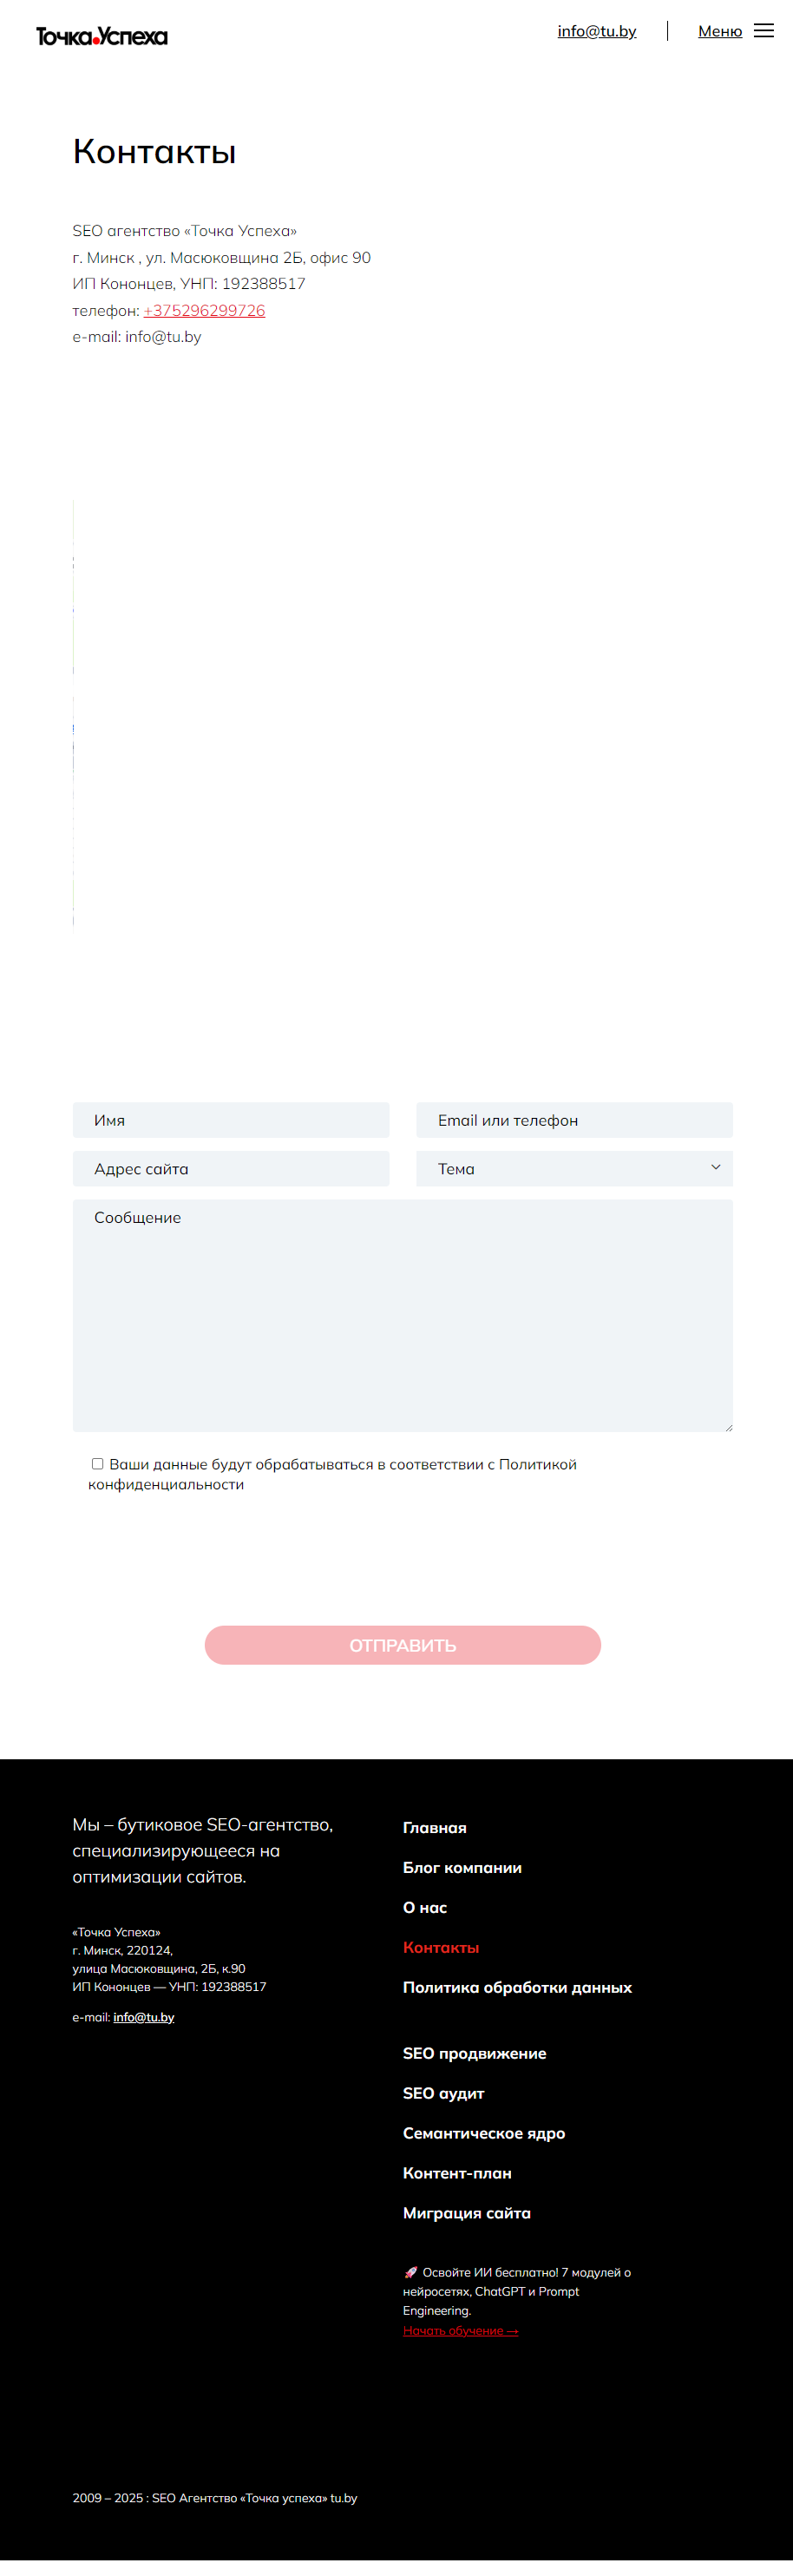 Точка.Успеха
info@tu.by
Меню
Контакты
SEO агентство «Точка Успеха»
г. Минск , ул. Масюковщина 2Б, офис 90
ИП Кононцев, УНП: 192388517
телефон: +375296299726
e-mail: info@tu.by
Имя
Email или телефон
Адрес сайта
Тема
Сообщение
Ваши данные будут обрабатываться в соответствии с Политикой
конфиденциальности
ОТПРАВИТЬ
Мы – бутиковое SEO-агентство,
специализирующееся на
оптимизации сайтов.
«Точка Успеха»
г. Минск, 220124,
улица Масюковщина, 2Б, к.90
ИП Кононцев — УНП: 192388517
e-mail: info@tu.by
Главная
Блог компании
О нас
Контакты
Политика обработки данных
SEO продвижение
SEO аудит
Семантическое ядро
Контент-план
Миграция сайта
🚀 Освойте ИИ бесплатно! 7 модулей о
нейросетях, ChatGPT и Prompt
Engineering.
Начать обучение →
2009 – 2025 : SEO Агентство «Точка успеха» tu.by